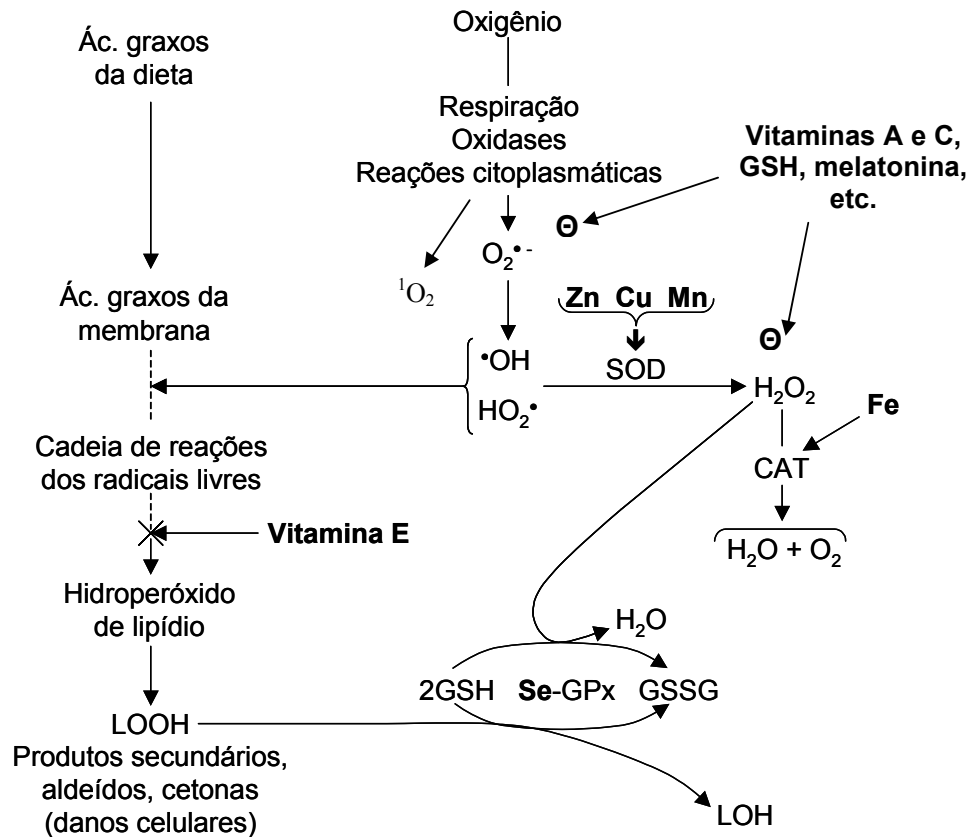 Oxigênio
Ác. graxos
da dieta
Respiração
Oxidases
Reações citoplasmáticas
Vitaminas A e C,
GSH, melatonina,
etc.
Θ
O₂•⁻
¹O₂
Ác. graxos da
membrana
Zn Cu Mn
Θ
•OH
SOD
HO₂•
H₂O₂
Fe
Cadeia de reações
dos radicais livres
CAT
Vitamina E
H₂O + O₂
Hidroperóxido
de lipídio
H₂O
2GSH Se-GPx GSSG
LOOH
Produtos secundários,
aldeídos, cetonas
(danos celulares)
LOH